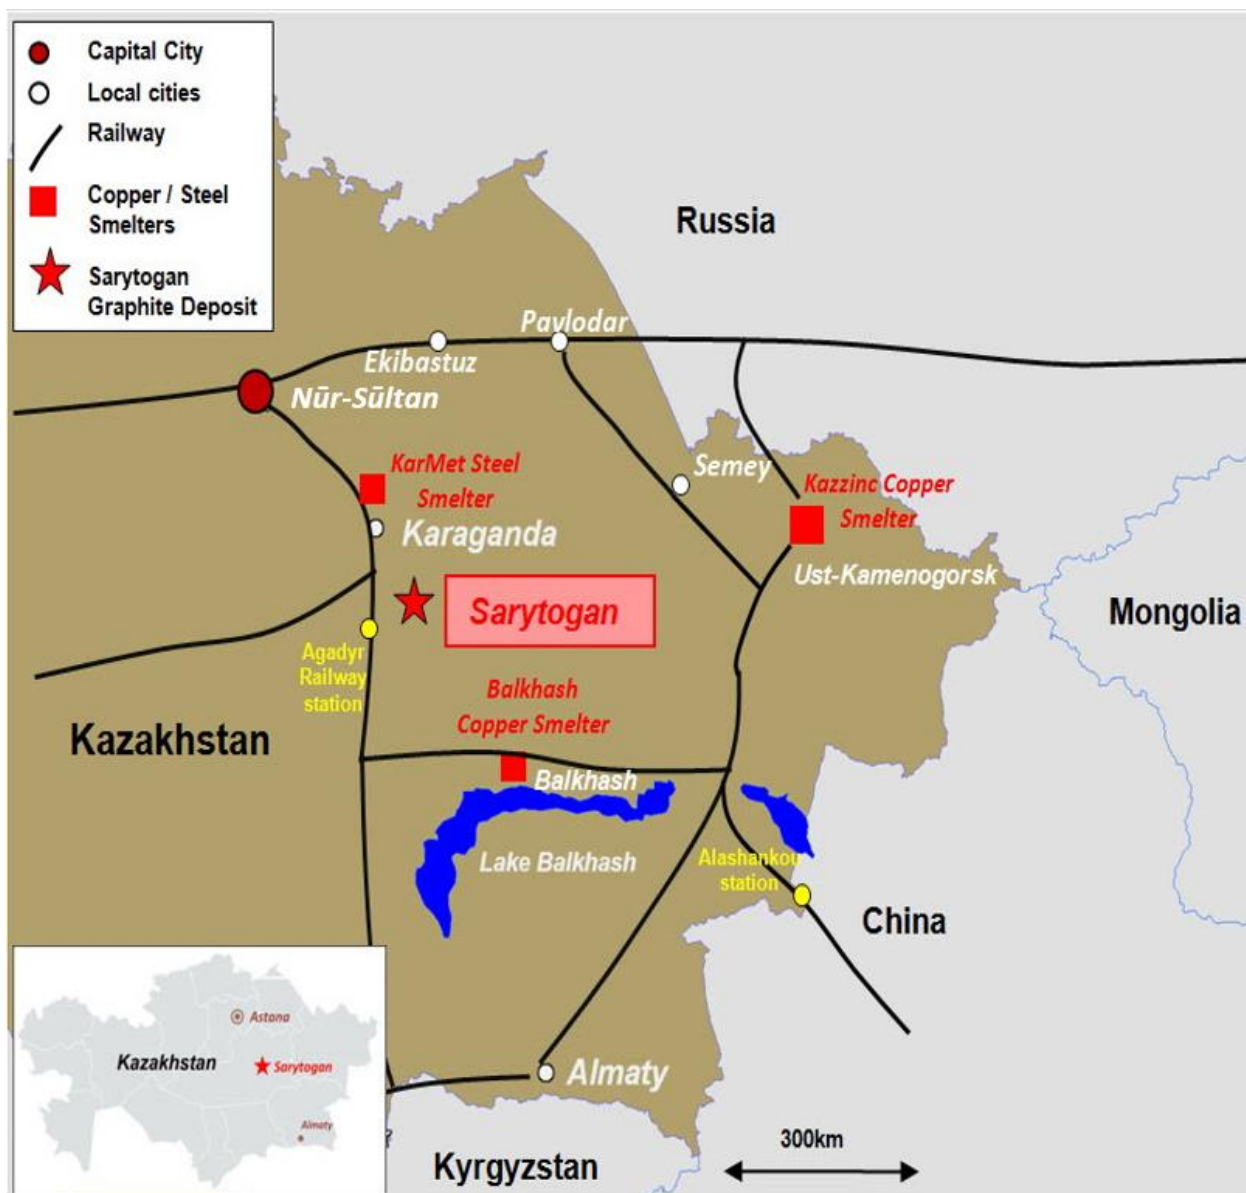 Capital City
Local cities
Railway
Copper / Steel
Smelters
Sarytogan
Graphite Deposit
Russia
Pavlodar
Ekibastuz
Nūr-Sūltan
KarMet Steel
Smelter
Semey
Kazzinc Copper
Smelter
Karaganda
Ust-Kamenogorsk
Sarytogan
Mongolia
Agadyr
Railway
station
Balkhash
Copper Smelter
Kazakhstan
Balkhash
Lake Balkhash
Alashankou
station
China
Astana
Kazakhstan
Sarytogan
Almaty
Almaty
300km
Kyrgyzstan